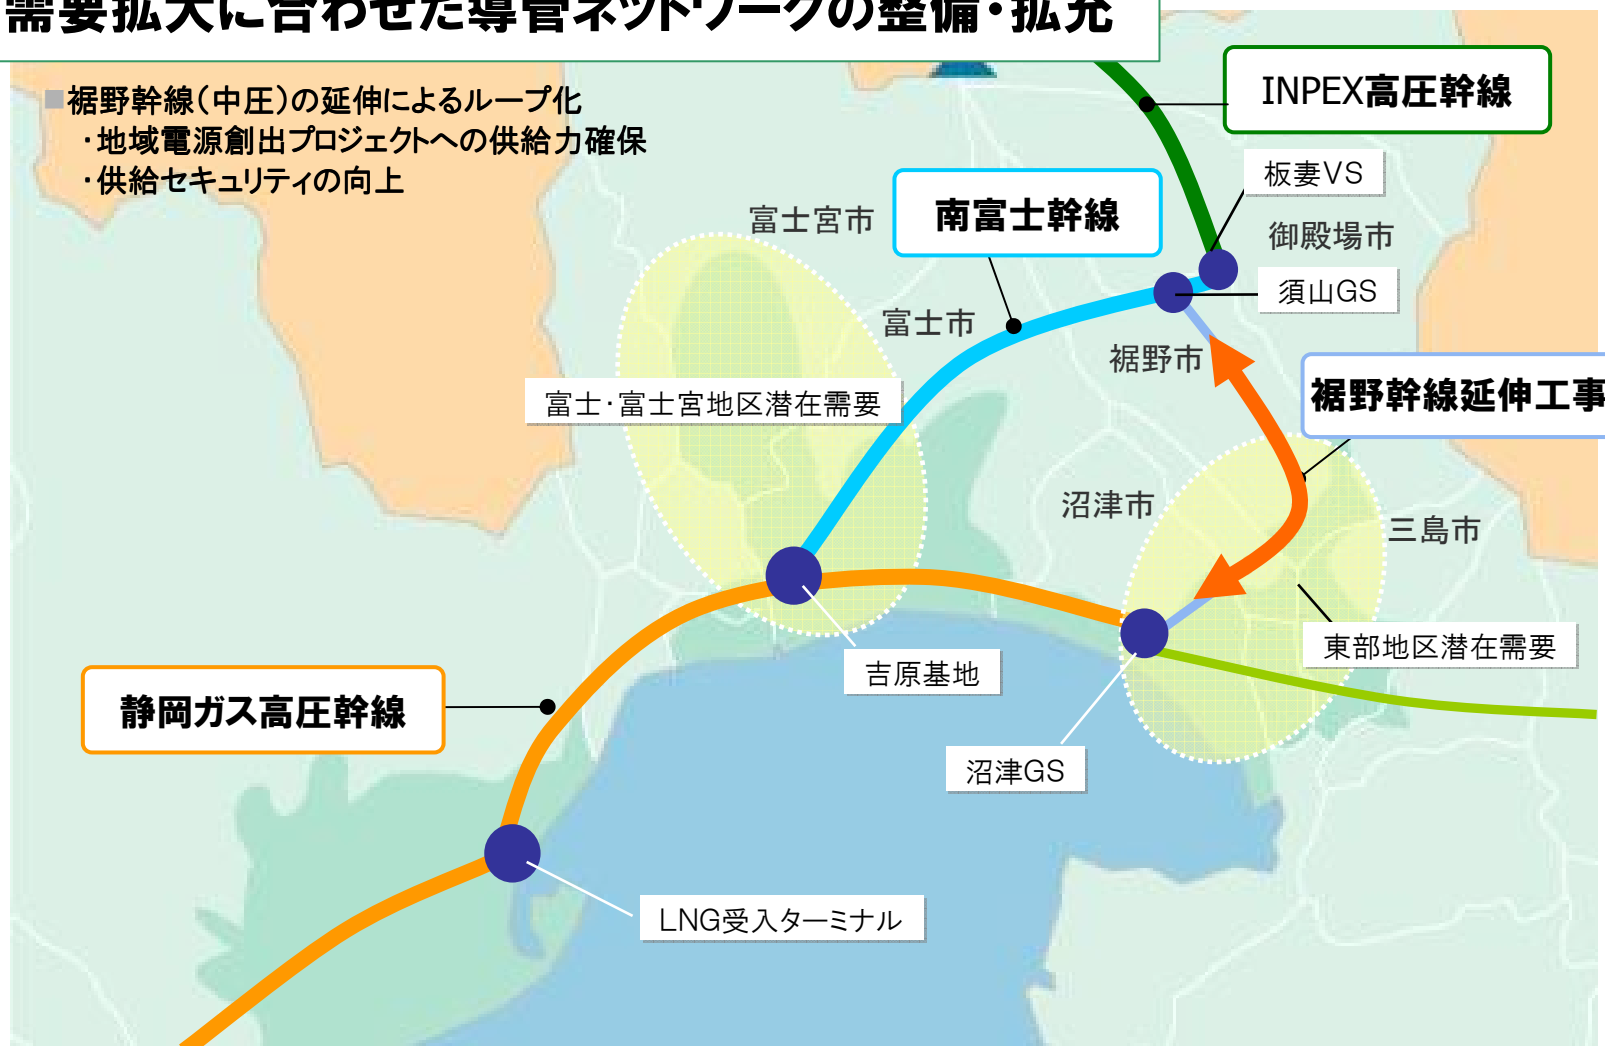 需要拡大に合わせた導管ネットワークの整備・拡充
■裾野幹線（中圧）の延伸によるループ化
・地域電源創出プロジェクトへの供給力確保
・供給セキュリティの向上
INPEX高圧幹線
板妻VS
御殿場市
須山GS
富士宮市
南富士幹線
富士市
裾野市
裾野幹線延伸工事
富士・富士宮地区潜在需要
沼津市
三島市
東部地区潜在需要
吉原基地
静岡ガス高圧幹線
沼津GS
LNG受入ターミナル